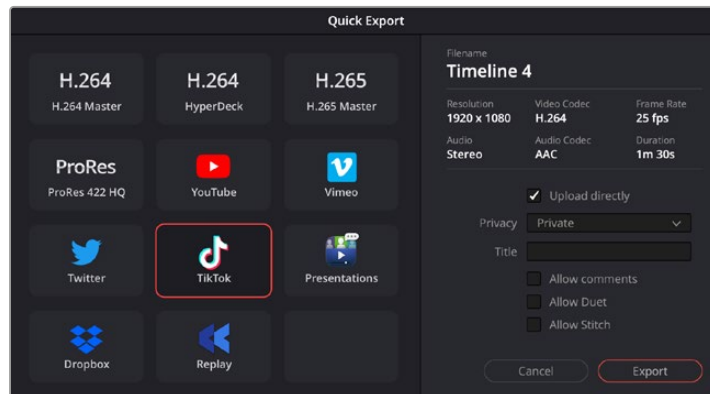 Quick Export
H.264
H.264 Master
H.264
HyperDeck
H.265
H.265 Master
ProRes
ProRes 422 HQ
YouTube
Vimeo
Twitter
TikTok
Presentations
Dropbox
Replay
Filename
Timeline 4
Resolution
1920 x 1080
Video Codec
H.264
Frame Rate
25 fps
Audio
Stereo
Audio Codec
AAC
Duration
1m 30s
Upload directly
Privacy
Private
Title
Allow comments
Allow Duet
Allow Stitch
Cancel
Export